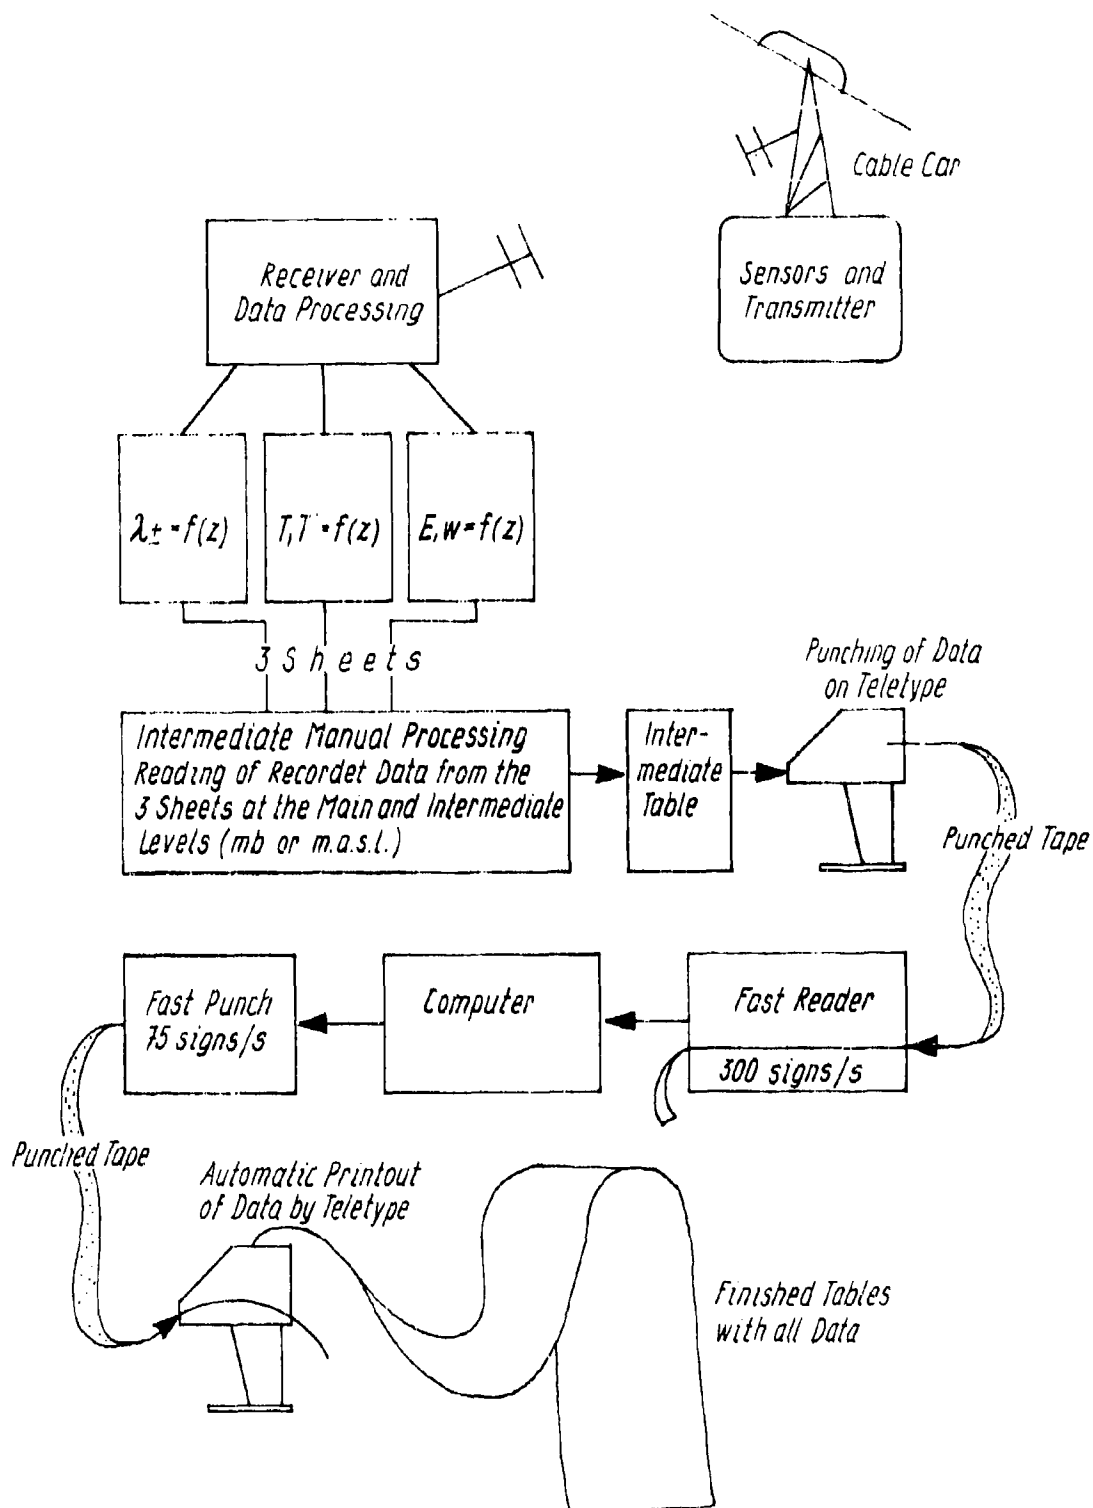 Cable Car
Sensors and
Transmitter
Receiver and
Data Processing
λ± = f(z)
T, T' = f(z)
E, w = f(z)
3 Sheets
Punching of Data
on Teletype
Intermediate Manual Processing
Reading of Recordet Data from the
3 Sheets at the Main and Intermediate
Levels (mb or m.a.s.l.)
Inter-
mediate
Table
Punched Tape
Fast Punch
75 signs/s
Computer
Fast Reader
300 signs/s
Punched Tape
Automatic Printout
of Data by Teletype
Finished Tables
with all Data